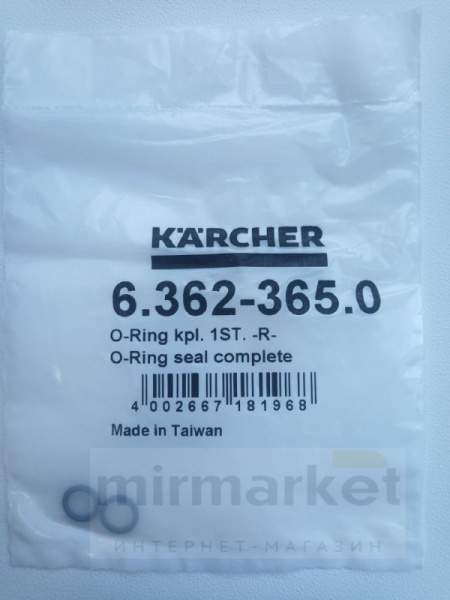 KÄRCHER
6.362-365.0
O-Ring kpl. 1ST. -R-
O-Ring seal complete
4 002667 181968
Made in Taiwan
mirmarket
ИНТЕРНЕТ-МАГАЗИН